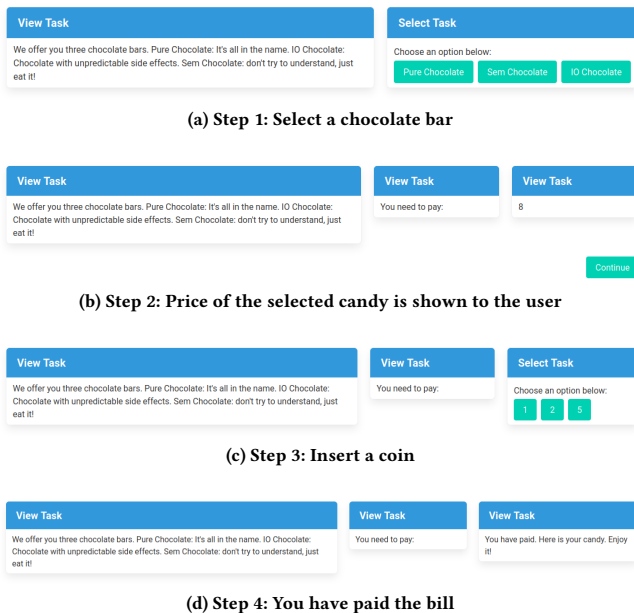 View Task
We offer you three chocolate bars. Pure Chocolate: It's all in the name. IO Chocolate:
Chocolate with unpredictable side effects. Sem Chocolate: don't try to understand, just
eat it!
Select Task
Choose an option below:
Pure Chocolate
Sem Chocolate
IO Chocolate
(a) Step 1: Select a chocolate bar
View Task
We offer you three chocolate bars. Pure Chocolate: It's all in the name. IO Chocolate:
Chocolate with unpredictable side effects. Sem Chocolate: don't try to understand, just
eat it!
View Task
You need to pay:
View Task
8
Continue
(b) Step 2: Price of the selected candy is shown to the user
View Task
We offer you three chocolate bars. Pure Chocolate: It's all in the name. IO Chocolate:
Chocolate with unpredictable side effects. Sem Chocolate: don't try to understand, just
eat it!
View Task
You need to pay:
Select Task
Choose an option below:
1
2
5
(c) Step 3: Insert a coin
View Task
We offer you three chocolate bars. Pure Chocolate: It's all in the name. IO Chocolate:
Chocolate with unpredictable side effects. Sem Chocolate: don't try to understand, just
eat it!
View Task
You need to pay:
View Task
You have paid. Here is your candy. Enjoy
it!
(d) Step 4: You have paid the bill